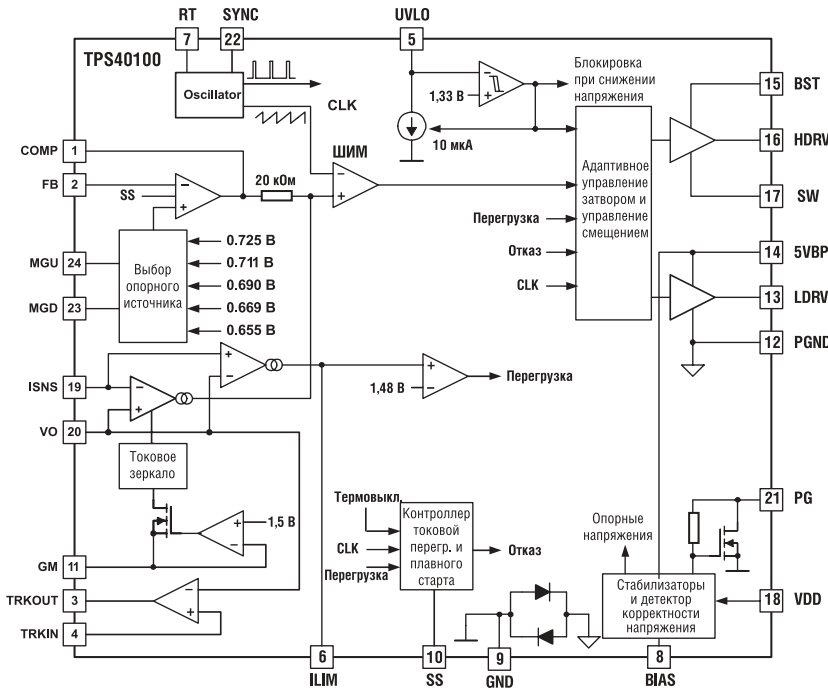 RT SYNC UVLO
7 22 5
TPS40100
Oscillator
CLK
1,33 В
10 мкА
Блокировка
при снижении
напряжения
15 BST
16 HDRV
17 SW
14 5VBP
13 LDRV
12 PGND
COMP 1
FB 2
SS
20 кОм
ШИМ
Адаптивное
управление
затвором и
управление
смещением
Перегрузка
Отказ
CLK
MGU 24
MGD 23
Выбор
опорного
источника
0.725 В
0.711 В
0.690 В
0.669 В
0.655 В
ISNS 19
VO 20
1,48 В
Перегрузка
Токовое
зеркало
1,5 В
GM 11
TRKOUT 3
TRKIN 4
Термовыкл.
CLK
Перегрузка
Контроллер
токовой
перегр. и
плавного
старта
Отказ
Опорные
напряжения
21 PG
Стабилизаторы
и детектор
корректности
напряжения
18 VDD
6 10 9 8
ILIM SS GND BIAS